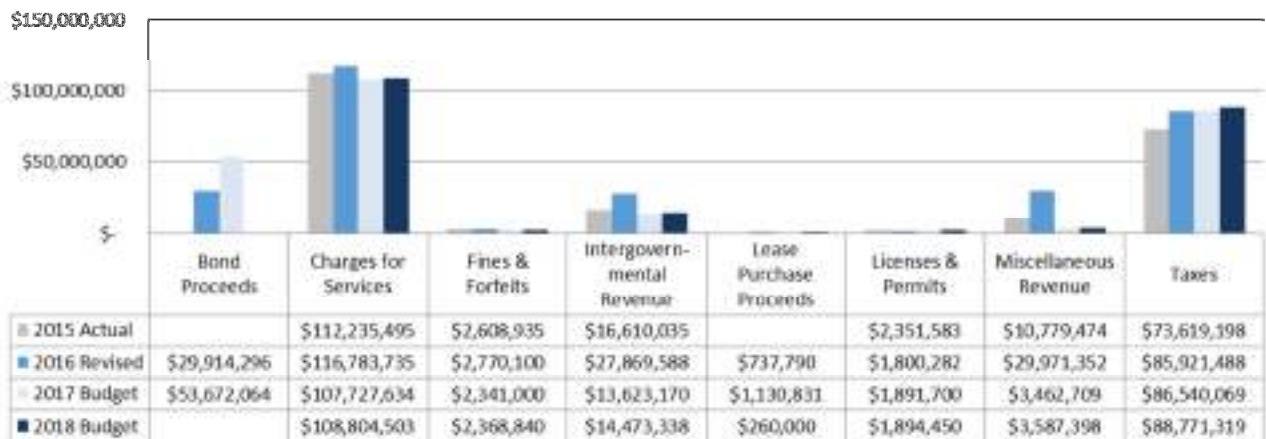 $150,000,000
$100,000,000
$50,000,000
$-
Bond Proceeds Charges for Services Fines & Forfeits Intergovern-mental Revenue Lease Purchase Proceeds Licenses & Permits Miscellaneous Revenue Taxes
2015 Actual $112,235,495 $2,608,935 $16,610,035 $2,351,583 $10,779,474 $73,619,198
2016 Revised $29,914,296 $116,783,735 $2,770,100 $27,869,588 $737,790 $1,800,282 $29,971,352 $85,921,488
2017 Budget $53,672,064 $107,727,634 $2,341,000 $13,623,170 $1,130,831 $1,891,700 $3,462,709 $86,540,069
2018 Budget $108,804,503 $2,368,840 $14,473,338 $260,000 $1,894,450 $3,587,398 $88,771,319